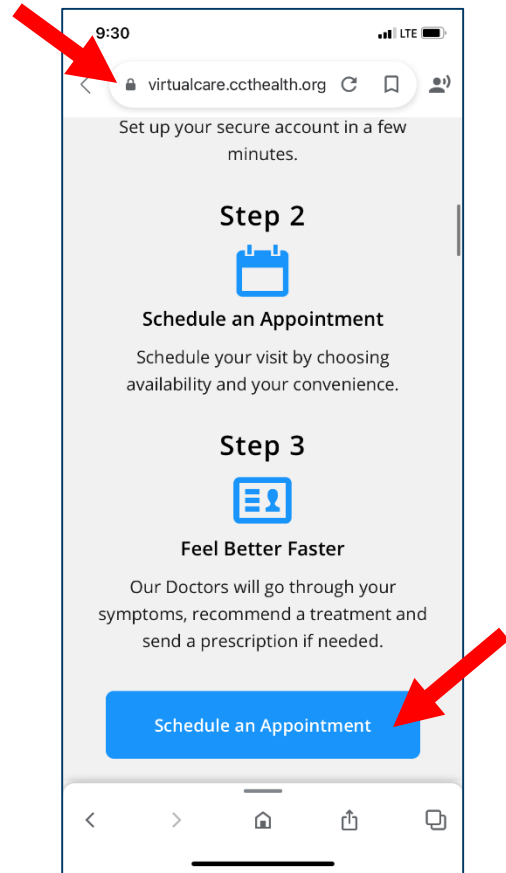 9:30
LTE
virtualcare.ccthealth.org
Set up your secure account in a few
minutes.
Step 2
Schedule an Appointment
Schedule your visit by choosing
availability and your convenience.
Step 3
Feel Better Faster
Our Doctors will go through your
symptoms, recommend a treatment and
send a prescription if needed.
Schedule an Appointment